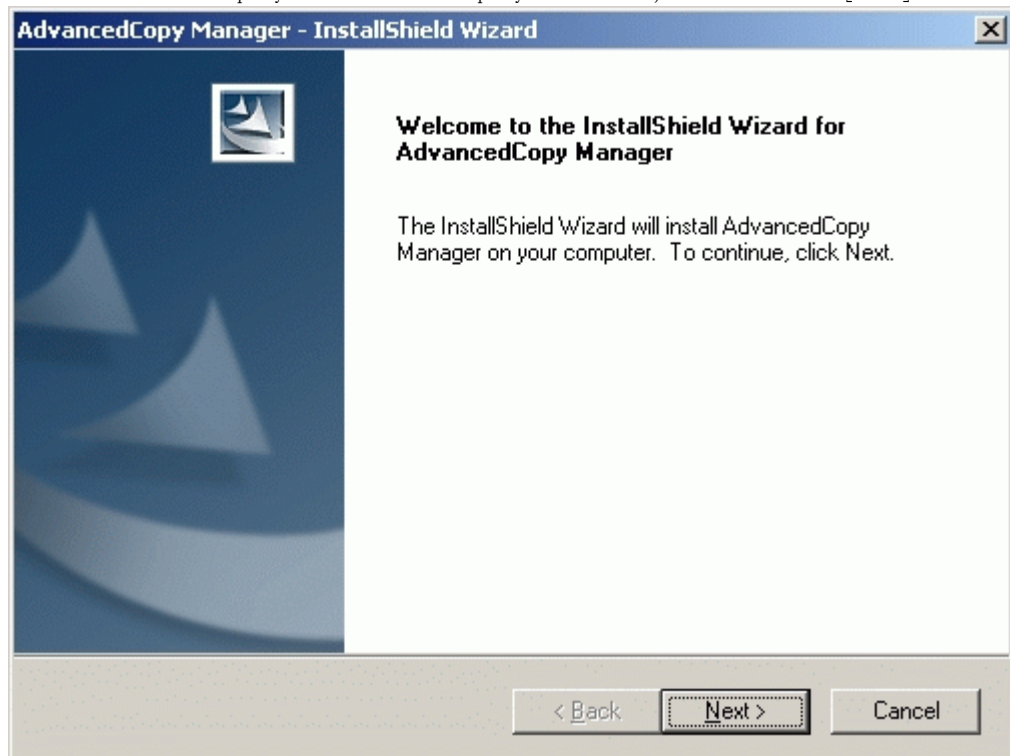 AdvancedCopy Manager - InstallShield Wizard
Welcome to the InstallShield Wizard for
AdvancedCopy Manager
The InstallShield Wizard will install AdvancedCopy
Manager on your computer.  To continue, click Next.
< Back
Next >
Cancel